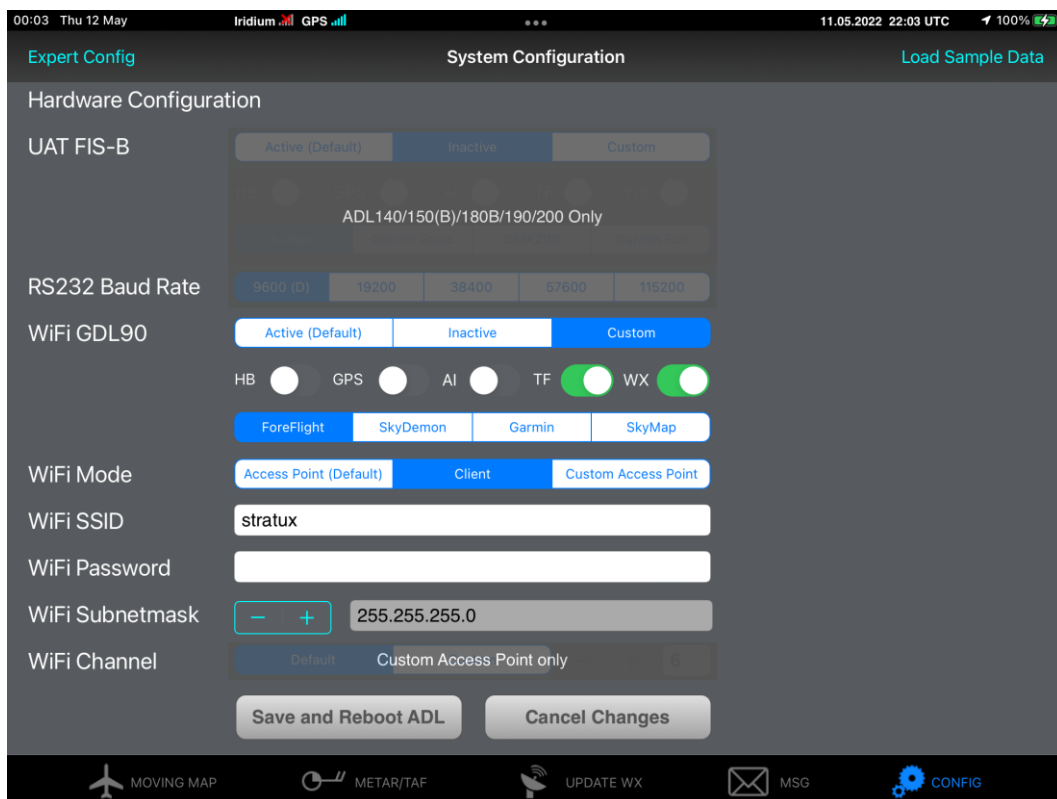 00:03 Thu 12 May Iridium GPS 11.05.2022 22:03 UTC 100%
Expert Config System Configuration Load Sample Data
Hardware Configuration
UAT FIS-B Active (Default) Inactive Custom
ADL140/150(B)/180B/190/200 Only
RS232 Baud Rate 9600 (D) 19200 38400 57600 115200
WiFi GDL90 Active (Default) Inactive Custom
HB GPS AI TF WX
ForeFlight SkyDemon Garmin SkyMap
WiFi Mode Access Point (Default) Client Custom Access Point
WiFi SSID stratux
WiFi Password
WiFi Subnetmask − + 255.255.255.0
WiFi Channel Default Custom Access Point only 6
Save and Reboot ADL Cancel Changes
MOVING MAP METAR/TAF UPDATE WX MSG CONFIG